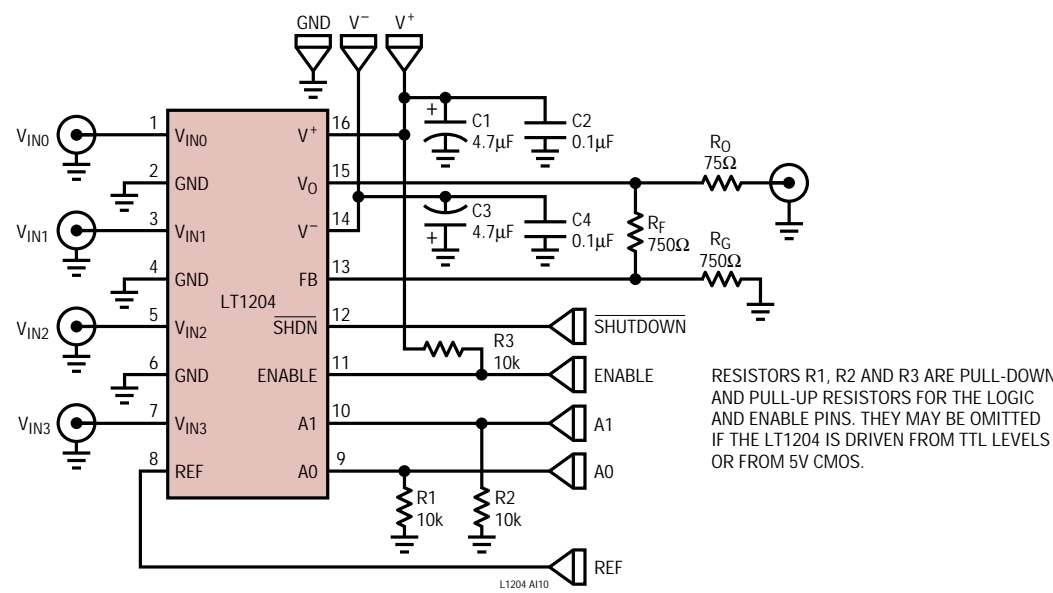 GND V⁻ V⁺
V_IN0
1 V_IN0
2 GND
V_IN1
3 V_IN1
4 GND
V_IN2
5 V_IN2
6 GND
V_IN3
7 V_IN3
8 REF
LT1204
V⁺ 16
V_O 15
V⁻ 14
FB 13
SHDN 12
ENABLE 11
A1 10
A0 9
+
C1
4.7µF
C2
0.1µF
R_O
75Ω
C3
4.7µF
+
C4
0.1µF
R_F
750Ω
R_G
750Ω
SHUTDOWN
R3
10k
ENABLE
A1
A0
R1
10k
R2
10k
REF
L1204 AI10
RESISTORS R1, R2 AND R3 ARE PULL-DOWN
AND PULL-UP RESISTORS FOR THE LOGIC
AND ENABLE PINS. THEY MAY BE OMITTED
IF THE LT1204 IS DRIVEN FROM TTL LEVELS
OR FROM 5V CMOS.